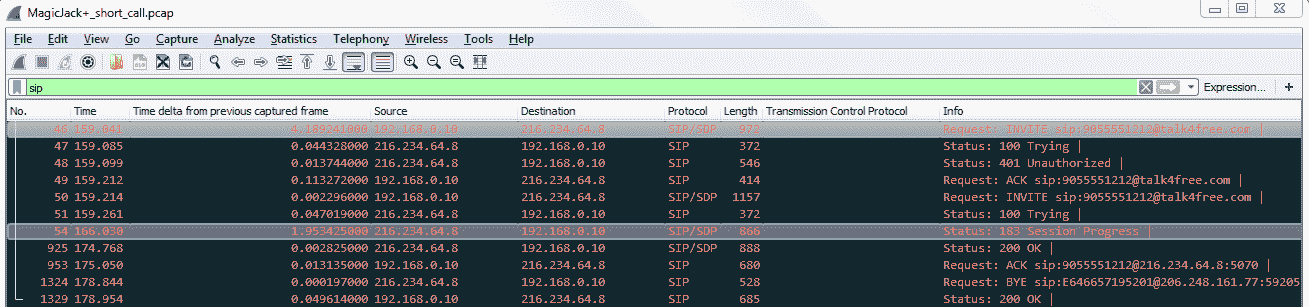 MagicJack+_short_call.pcap
File Edit View Go Capture Analyze Statistics Telephony Wireless Tools Help
sip Expression... +
No. Time Time delta from previous captured frame Source Destination Protocol Length Transmission Control Protocol Info
46 159.041 4.189241000 192.168.0.10 216.234.64.8 SIP/SDP 972 Request: INVITE sip:9055551212@talk4free.com |
47 159.085 0.044328000 216.234.64.8 192.168.0.10 SIP 372 Status: 100 Trying |
48 159.099 0.013744000 216.234.64.8 192.168.0.10 SIP 546 Status: 401 Unauthorized |
49 159.212 0.113272000 192.168.0.10 216.234.64.8 SIP 414 Request: ACK sip:9055551212@talk4free.com |
50 159.214 0.002296000 192.168.0.10 216.234.64.8 SIP/SDP 1157 Request: INVITE sip:9055551212@talk4free.com |
51 159.261 0.047019000 216.234.64.8 192.168.0.10 SIP 372 Status: 100 Trying |
54 166.030 1.953425000 216.234.64.8 192.168.0.10 SIP/SDP 866 Status: 183 Session Progress |
925 174.768 0.002825000 216.234.64.8 192.168.0.10 SIP/SDP 888 Status: 200 OK |
953 175.050 0.013135000 192.168.0.10 216.234.64.8 SIP 680 Request: ACK sip:9055551212@216.234.64.8:5070 |
1324 178.844 0.000197000 216.234.64.8 192.168.0.10 SIP 528 Request: BYE sip:E646657195201@206.248.161.77:59205
1329 178.954 0.049614000 192.168.0.10 216.234.64.8 SIP 685 Status: 200 OK |